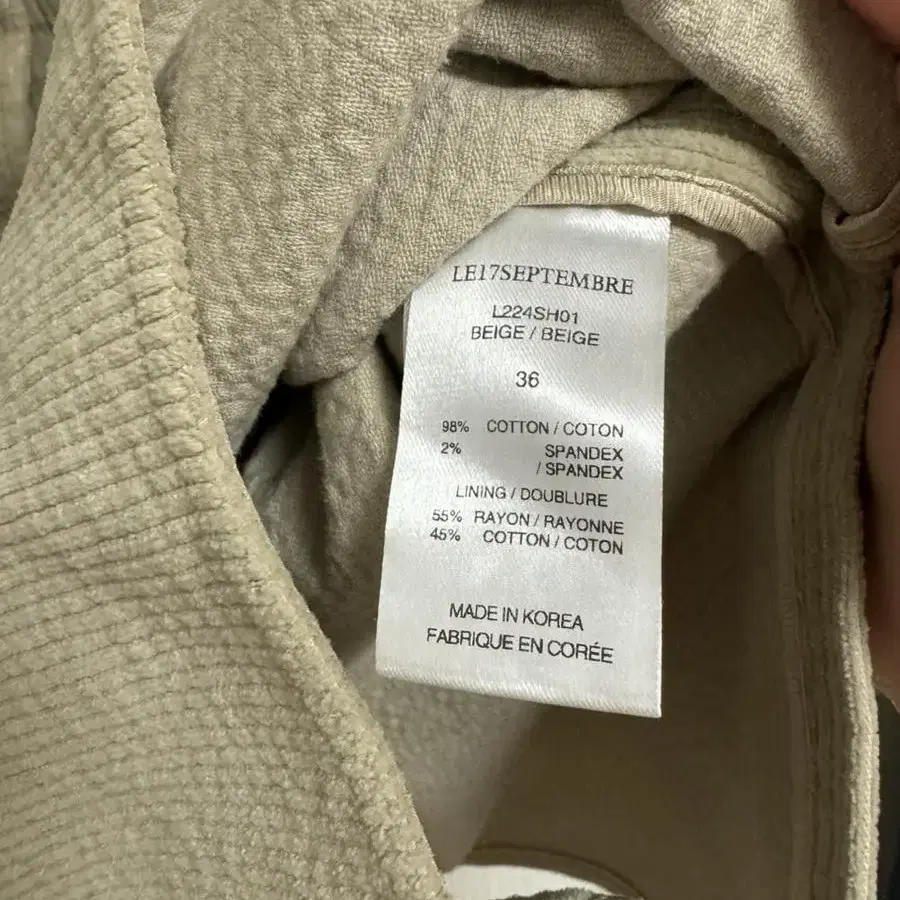 LE17SEPTEMBRE
L224SH01
BEIGE / BEIGE
36
98% COTTON / COTON
2% SPANDEX
/ SPANDEX
LINING / DOUBLURE
55% RAYON / RAYONNE
45% COTTON / COTON
MADE IN KOREA
FABRIQUE EN CORÉE